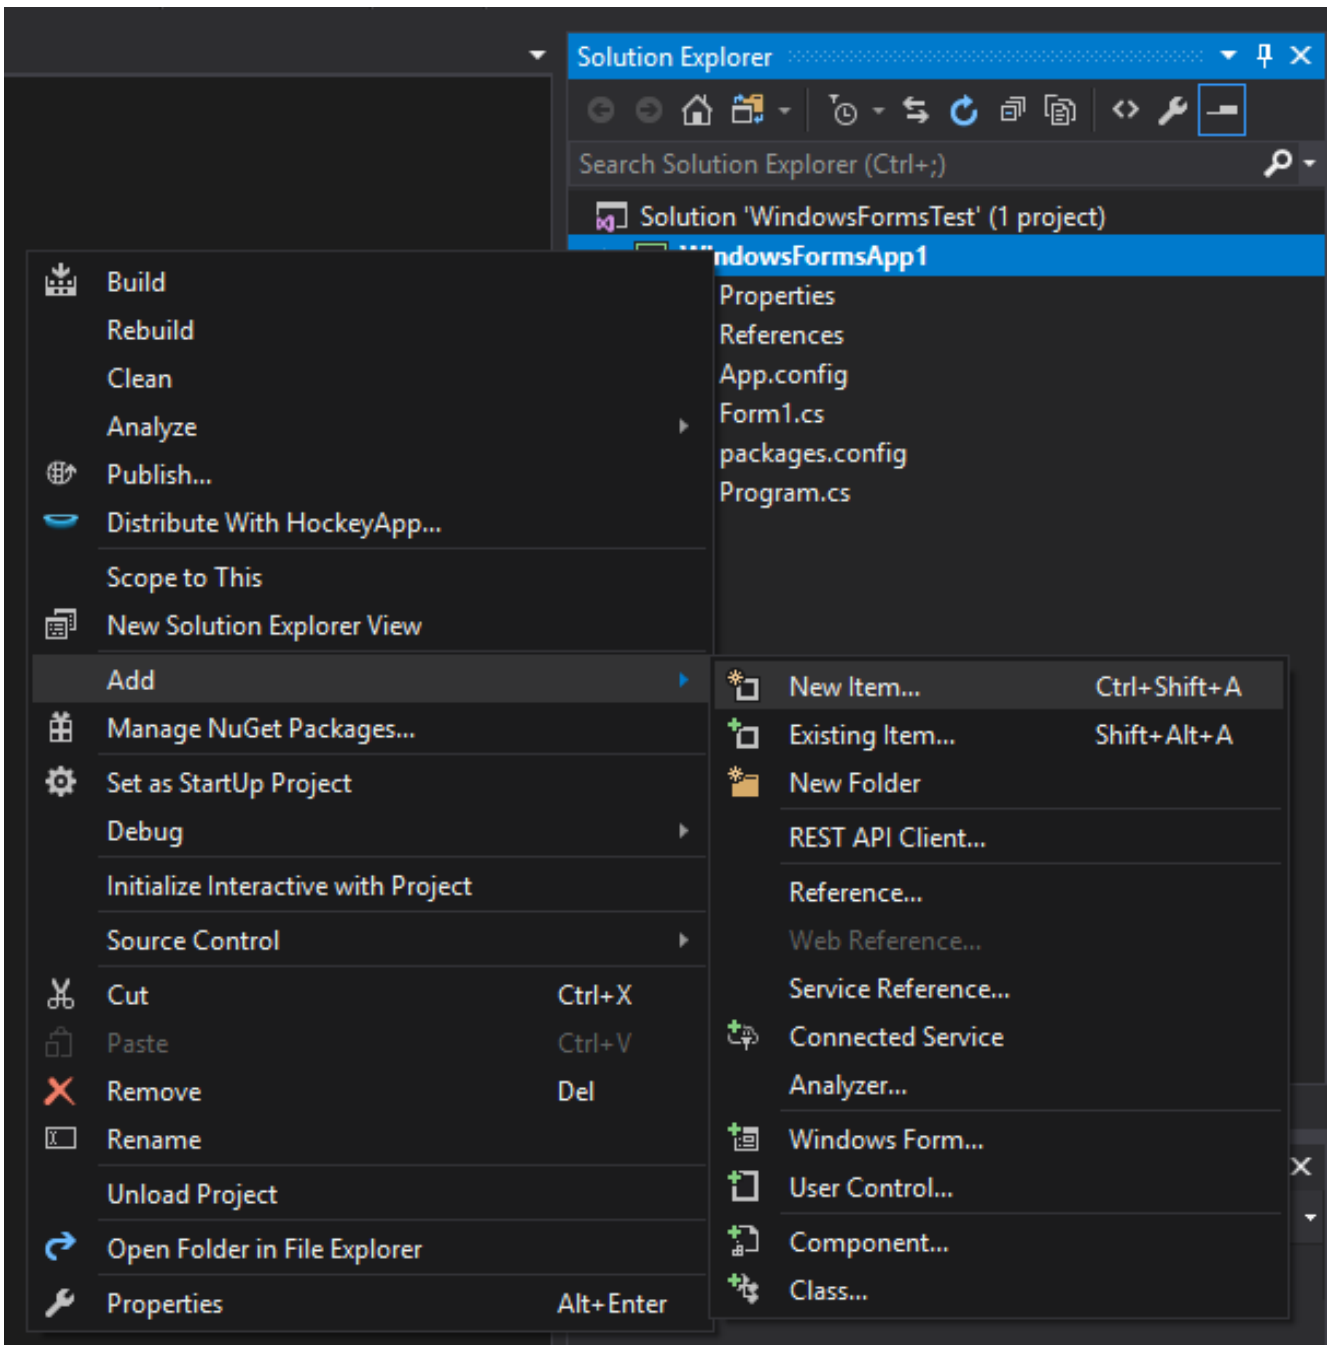 Solution Explorer
Search Solution Explorer (Ctrl+;)
Solution 'WindowsFormsTest' (1 project)
ndowsFormsApp1
Properties
References
App.config
Form1.cs
packages.config
Program.cs
Build
Rebuild
Clean
Analyze
Publish...
Distribute With HockeyApp...
Scope to This
New Solution Explorer View
Add
Manage NuGet Packages...
Set as StartUp Project
Debug
Initialize Interactive with Project
Source Control
Cut Ctrl+X
Paste Ctrl+V
Remove Del
Rename
Unload Project
Open Folder in File Explorer
Properties Alt+Enter
New Item... Ctrl+Shift+A
Existing Item... Shift+Alt+A
New Folder
REST API Client...
Reference...
Web Reference...
Service Reference...
Connected Service
Analyzer...
Windows Form...
User Control...
Component...
Class...